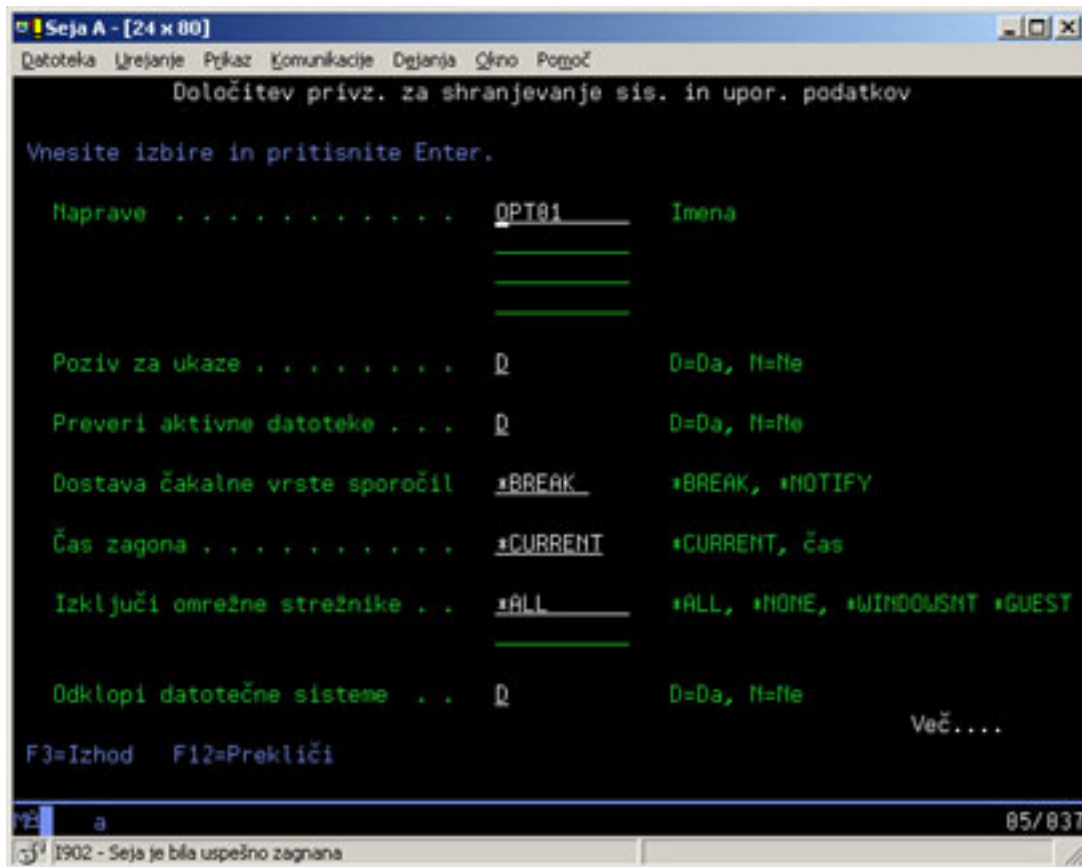 Seja A - [24 x 80]
Datoteka Urejanje Prikaz Komunikacije Dejanja Okno Pomoč
Določitev privz. za shranjevanje sis. in upor. podatkov
Vnesite izbire in pritisnite Enter.
Naprave . . . . . . . . . . . OPT01 Imena
Poziv za ukaze . . . . . . . . D D=Da, N=Ne
Preveri aktivne datoteke . . . D D=Da, N=Ne
Dostava čakalne vrste sporočil *BREAK *BREAK, *NOTIFY
Čas zagona . . . . . . . . . . *CURRENT *CURRENT, čas
Izključi omrežne strežnike . . *ALL *ALL, *NONE, *WINDOWSNT *GUEST
Odklopi datotečne sisteme . . D D=Da, N=Ne
Več....
F3=Izhod F12=Prekliči
a 05/037
I902 - Seja je bila uspešno zagnana